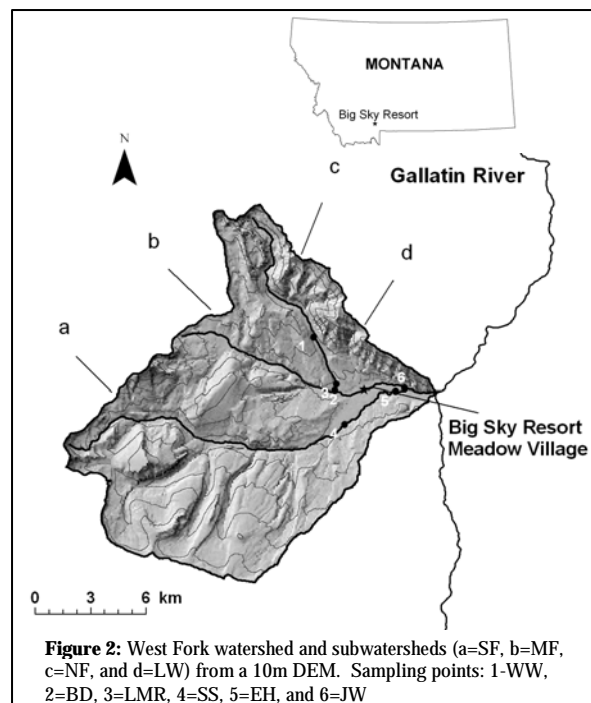 MONTANA
Big Sky Resort
N
Gallatin River
c
b
d
a
1
3
2
6
5
4
Big Sky Resort
Meadow Village
0 3 6 km
Figure 2: West Fork watershed and subwatersheds (a=SF, b=MF,
c=NF, and d=LW) from a 10m DEM. Sampling points: 1-WW,
2=BD, 3=LMR, 4=SS, 5=EH, and 6=JW